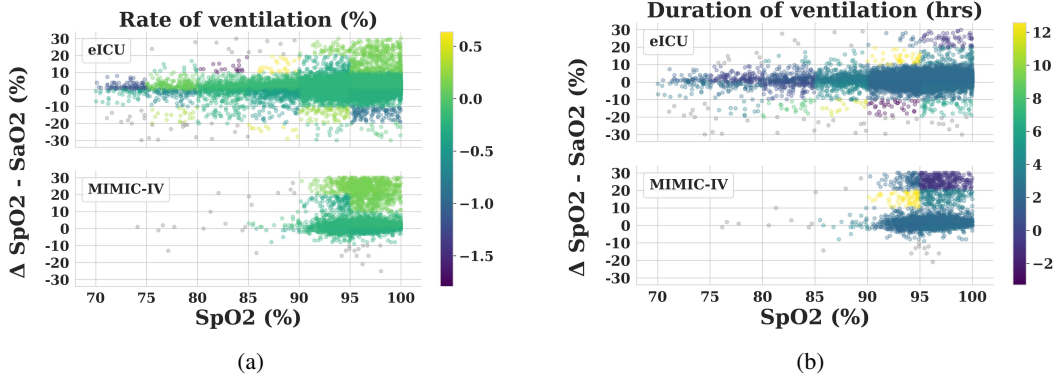 Rate of ventilation (%)
eICU
30
20
10
0
-10
-20
-30
MIMIC-IV
30
20
10
0
-10
-20
-30
Δ SpO2 - SaO2 (%)
70 75 80 85 90 95 100
SpO2 (%)
0.5
0.0
−0.5
−1.0
−1.5
(a)
Duration of ventilation (hrs)
eICU
30
20
10
0
-10
-20
-30
MIMIC-IV
30
20
10
0
-10
-20
-30
Δ SpO2 - SaO2 (%)
70 75 80 85 90 95 100
SpO2 (%)
12
10
8
6
4
2
0
−2
(b)